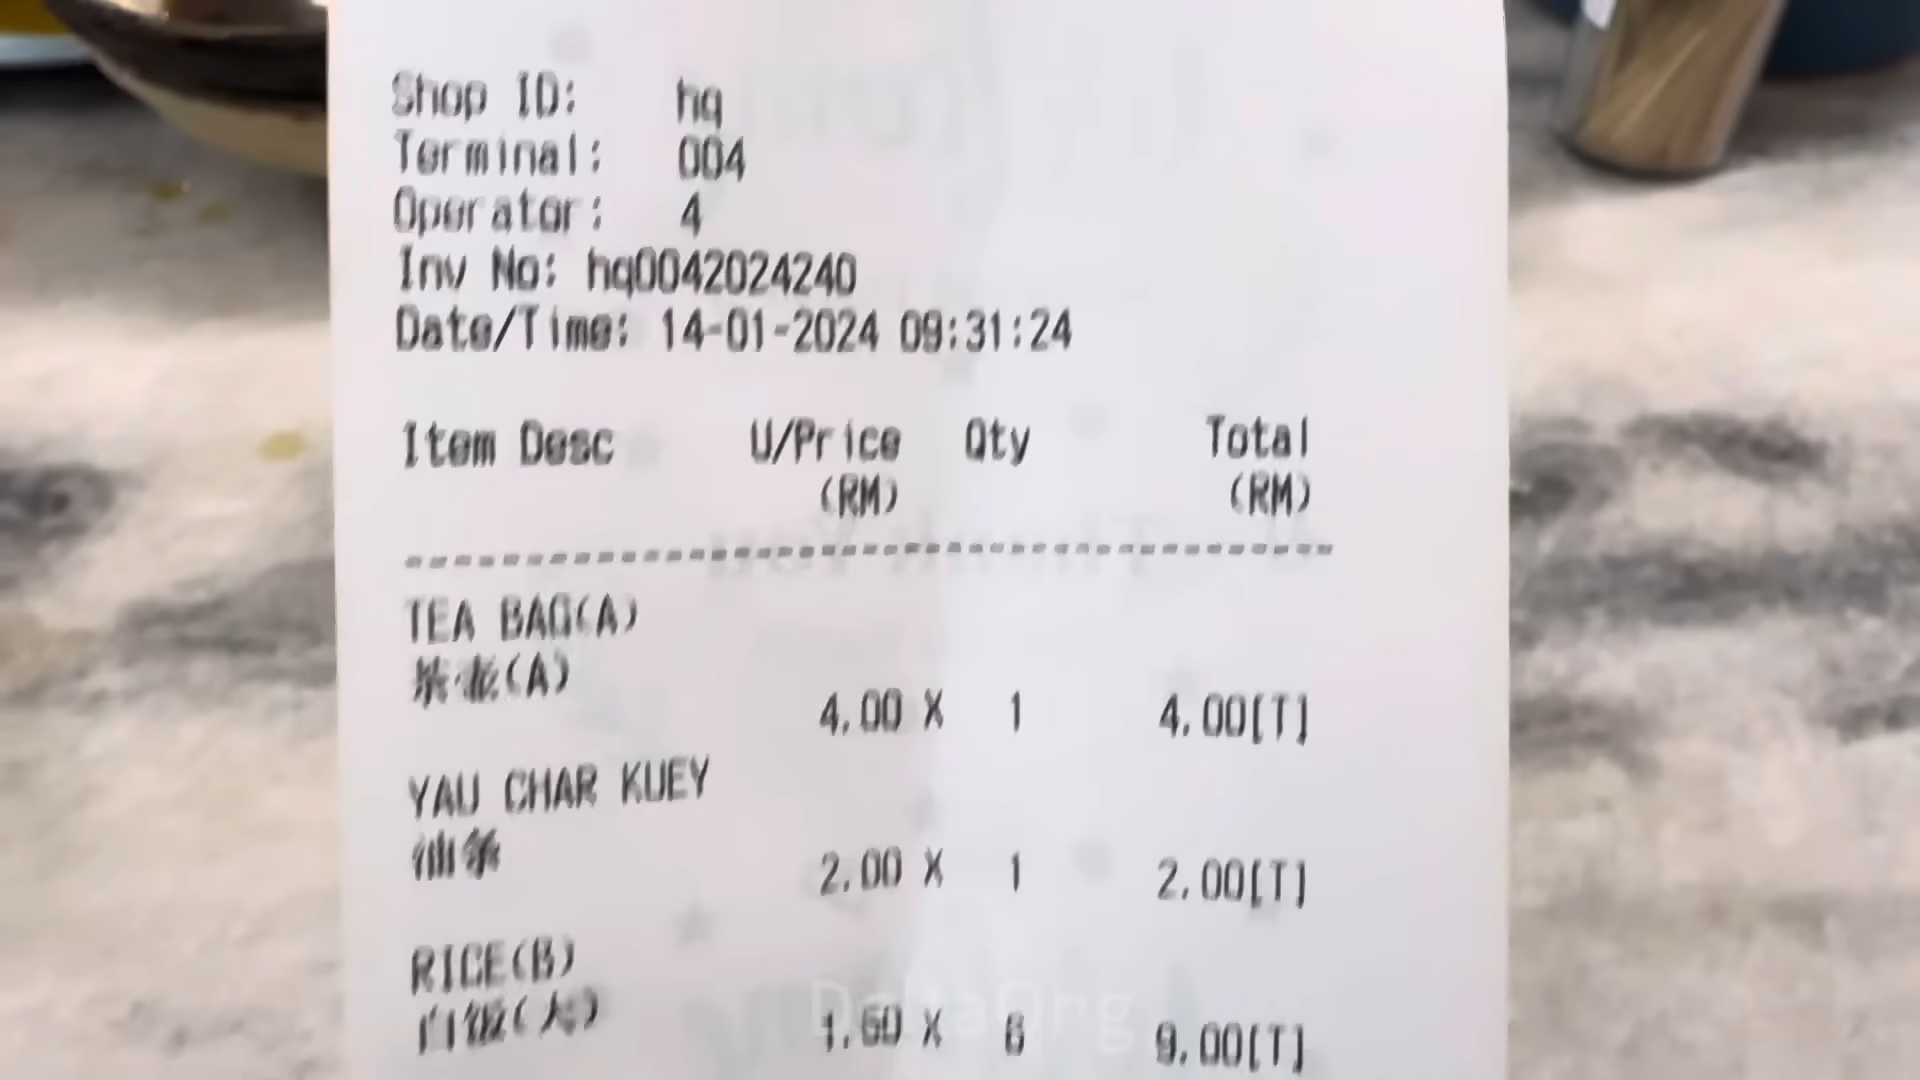 Shop ID: hq
Terminal: 004
Operator: 4
Inv No: hq0042024240
Date/Time: 14-01-2024 09:31:24
Item Desc U/Price Qty Total
(RM) (RM)
TEA BAG(A)
(A)
4.00 X 1 4.00[T]
YAU CHAR KUEY
油条
2.00 X 1 2.00[T]
RICE(B)
白饭(大)
X 9.00[T]